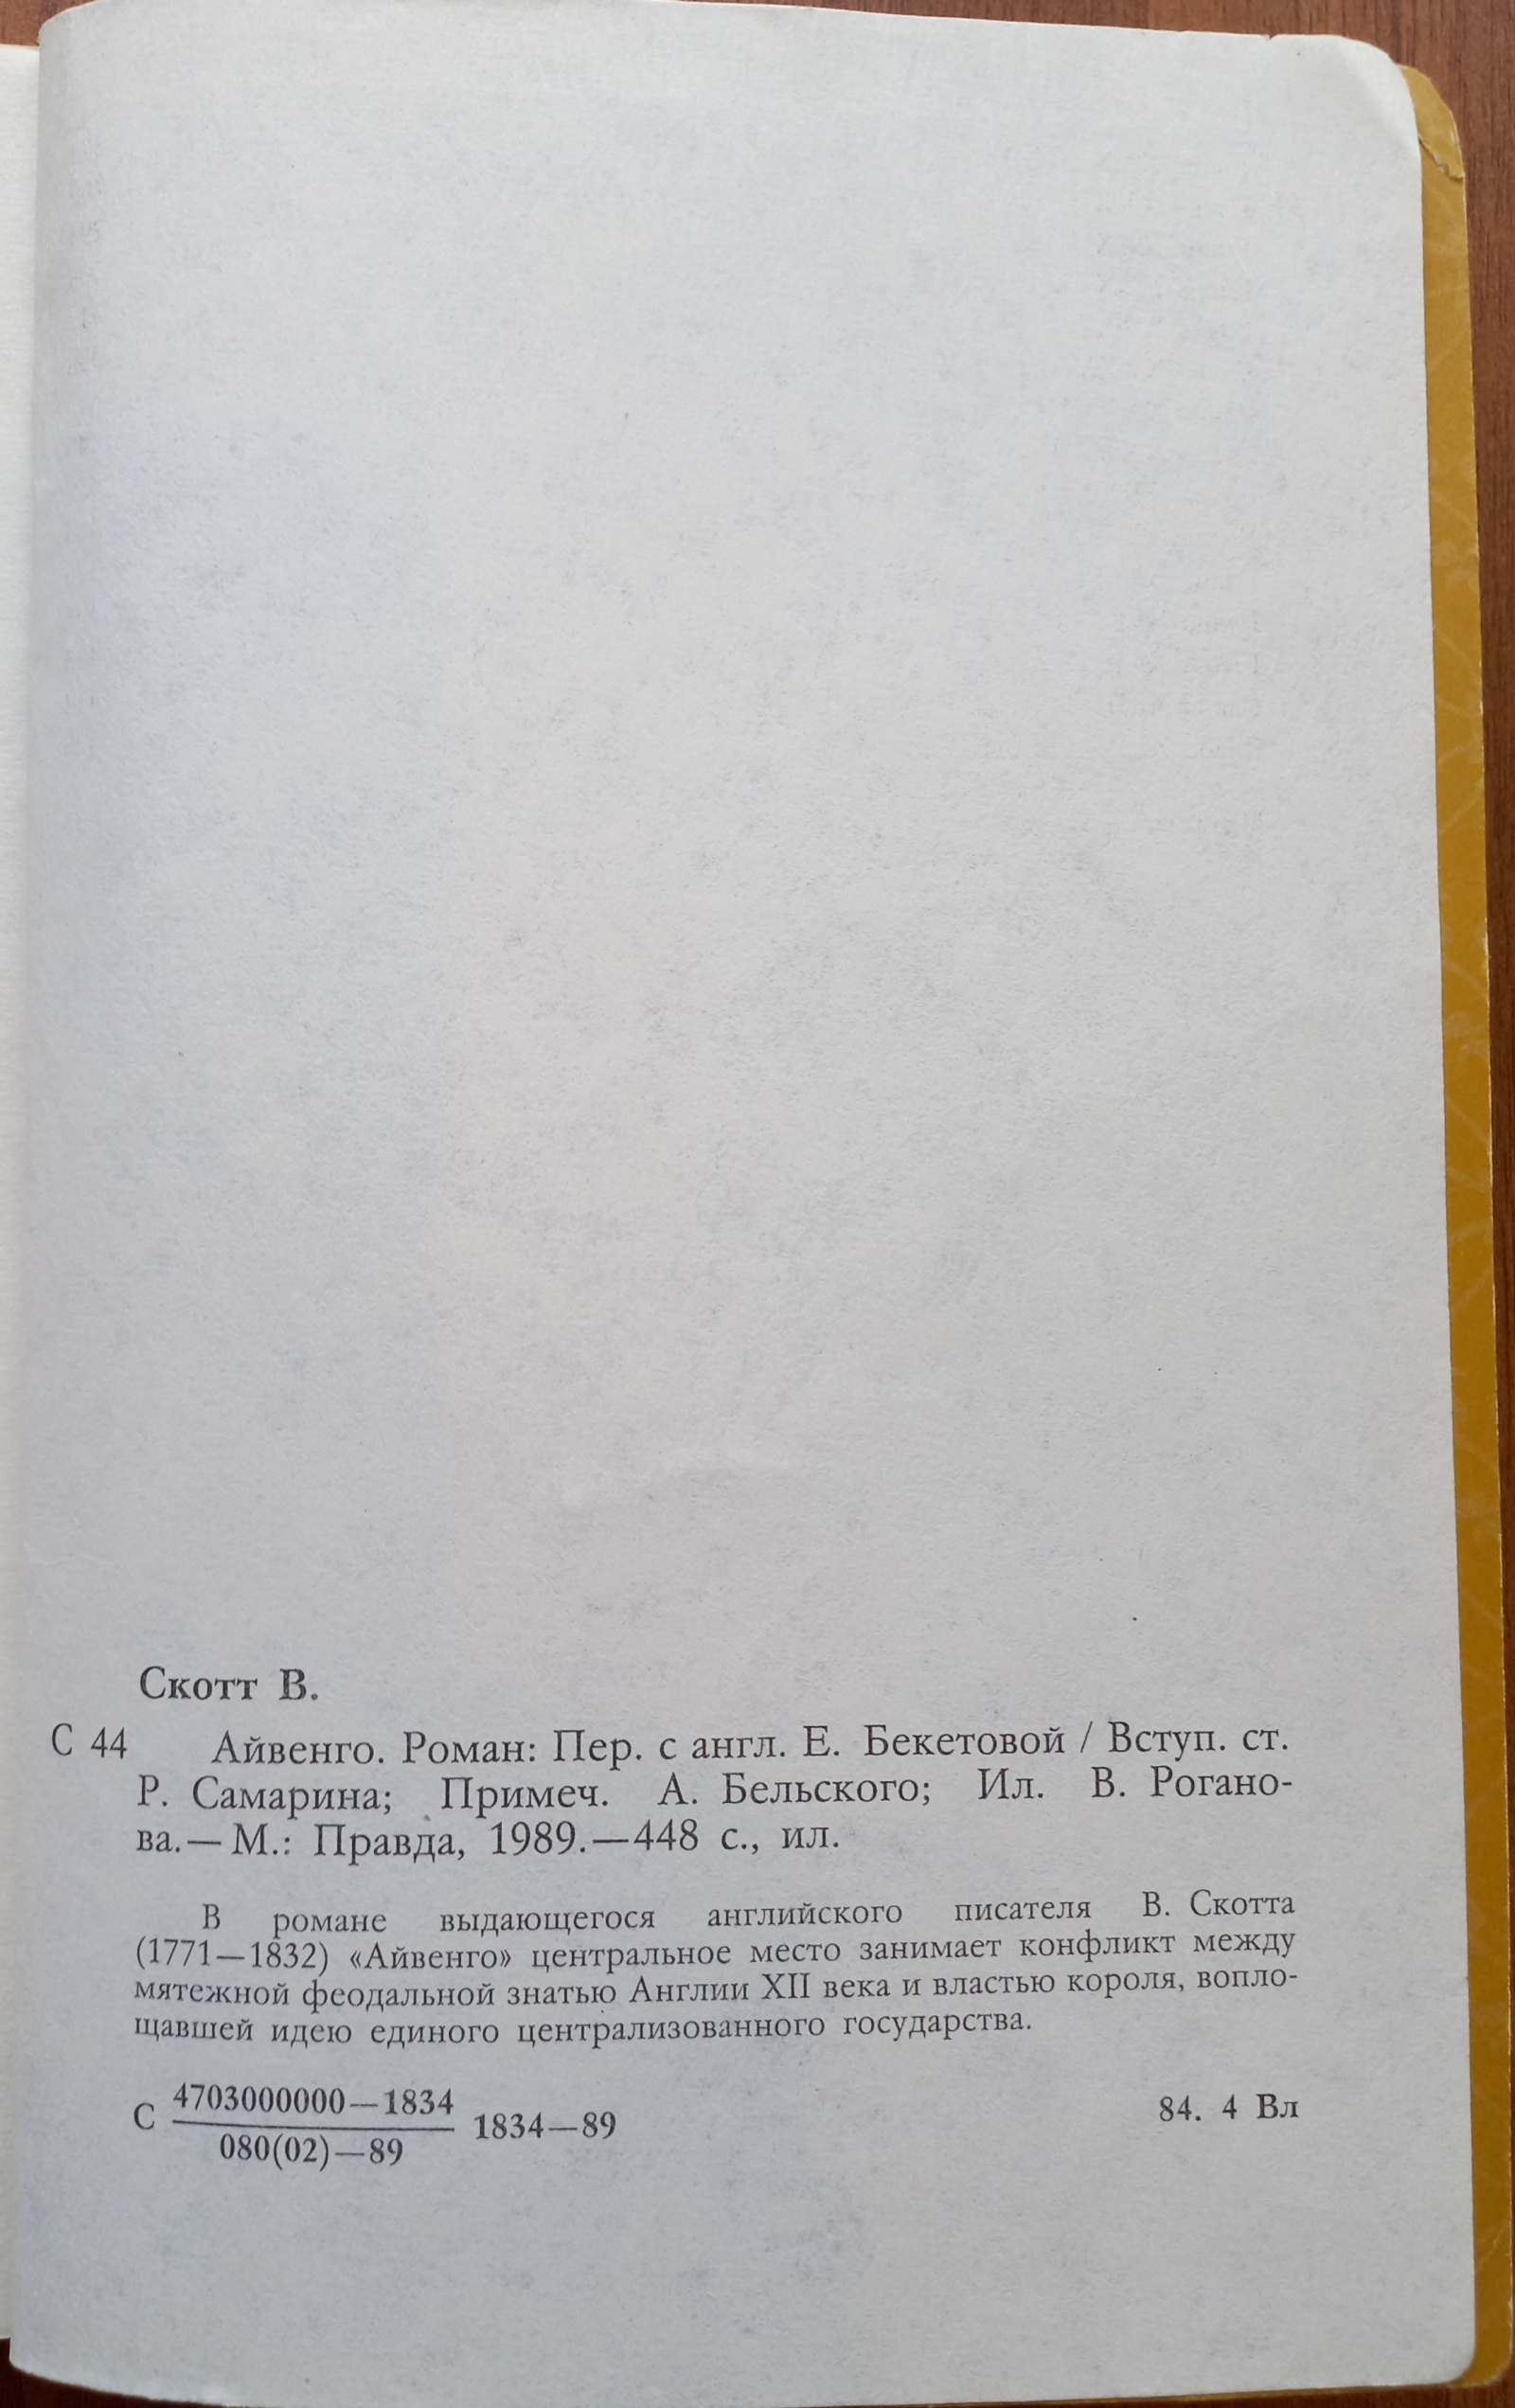 Скотт В.
С 44 Айвенго. Роман: Пер. с англ. Е. Бекетовой / Вступ. ст.
Р. Самарина; Примеч. А. Бельского; Ил. В. Рогано-
ва.— М.: Правда, 1989.—448 с., ил.
В романе выдающегося английского писателя В. Скотта
(1771—1832) «Айвенго» центральное место занимает конфликт между
мятежной феодальной знатью Англии XII века и властью короля, вопло-
щавшей идею единого централизованного государства.
4703000000—1834
С 1834—89 84. 4 Вл
080(02)—89